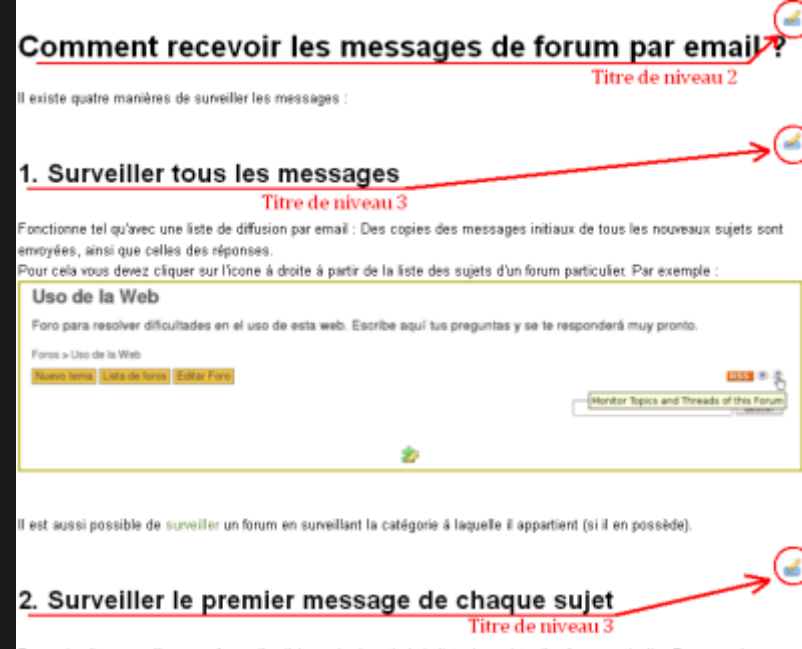 Comment recevoir les messages de forum par email ?
Titre de niveau 2
Il existe quatre manières de surveiller les messages :
1. Surveiller tous les messages
Titre de niveau 3
Fonctionne tel qu'avec une liste de diffusion par email : Des copies des messages initiaux de tous les nouveaux sujets sont
envoyées, ainsi que celles des réponses.
Pour cela vous devez cliquer sur l'icone à droite à partir de la liste des sujets d'un forum particulier. Par exemple :
Uso de la Web
Foro para resolver dificultades en el uso de esta web. Escribe aquí tus preguntas y se te responderá muy pronto.
Foros > Uso de la Web
Nuevo tema Lista de foros Editar Foro
RSS
Monitor Topics and Threads of this Forum
Il est aussi possible de surveiller un forum en surveillant la catégorie à laquelle il appartient (si il en possède).
2. Surveiller le premier message de chaque sujet
Titre de niveau 3